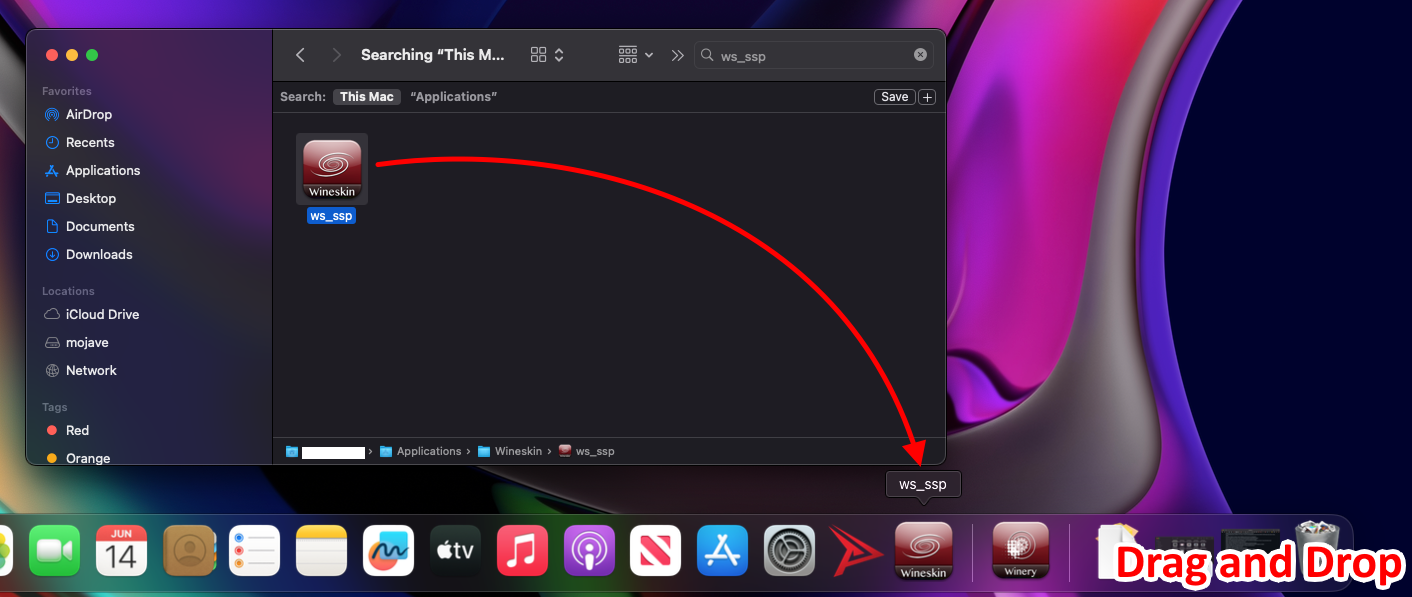 Searching “This M...
ws_ssp
Search: This Mac “Applications” Save
Favorites
AirDrop
Recents
Applications
Desktop
Documents
Downloads
Locations
iCloud Drive
mojave
Network
Tags
Red
Orange
Wineskin
ws_ssp
Applications › Wineskin › ws_ssp
ws_ssp
JUN
14
tv
Wineskin
Winery
Drag and Drop